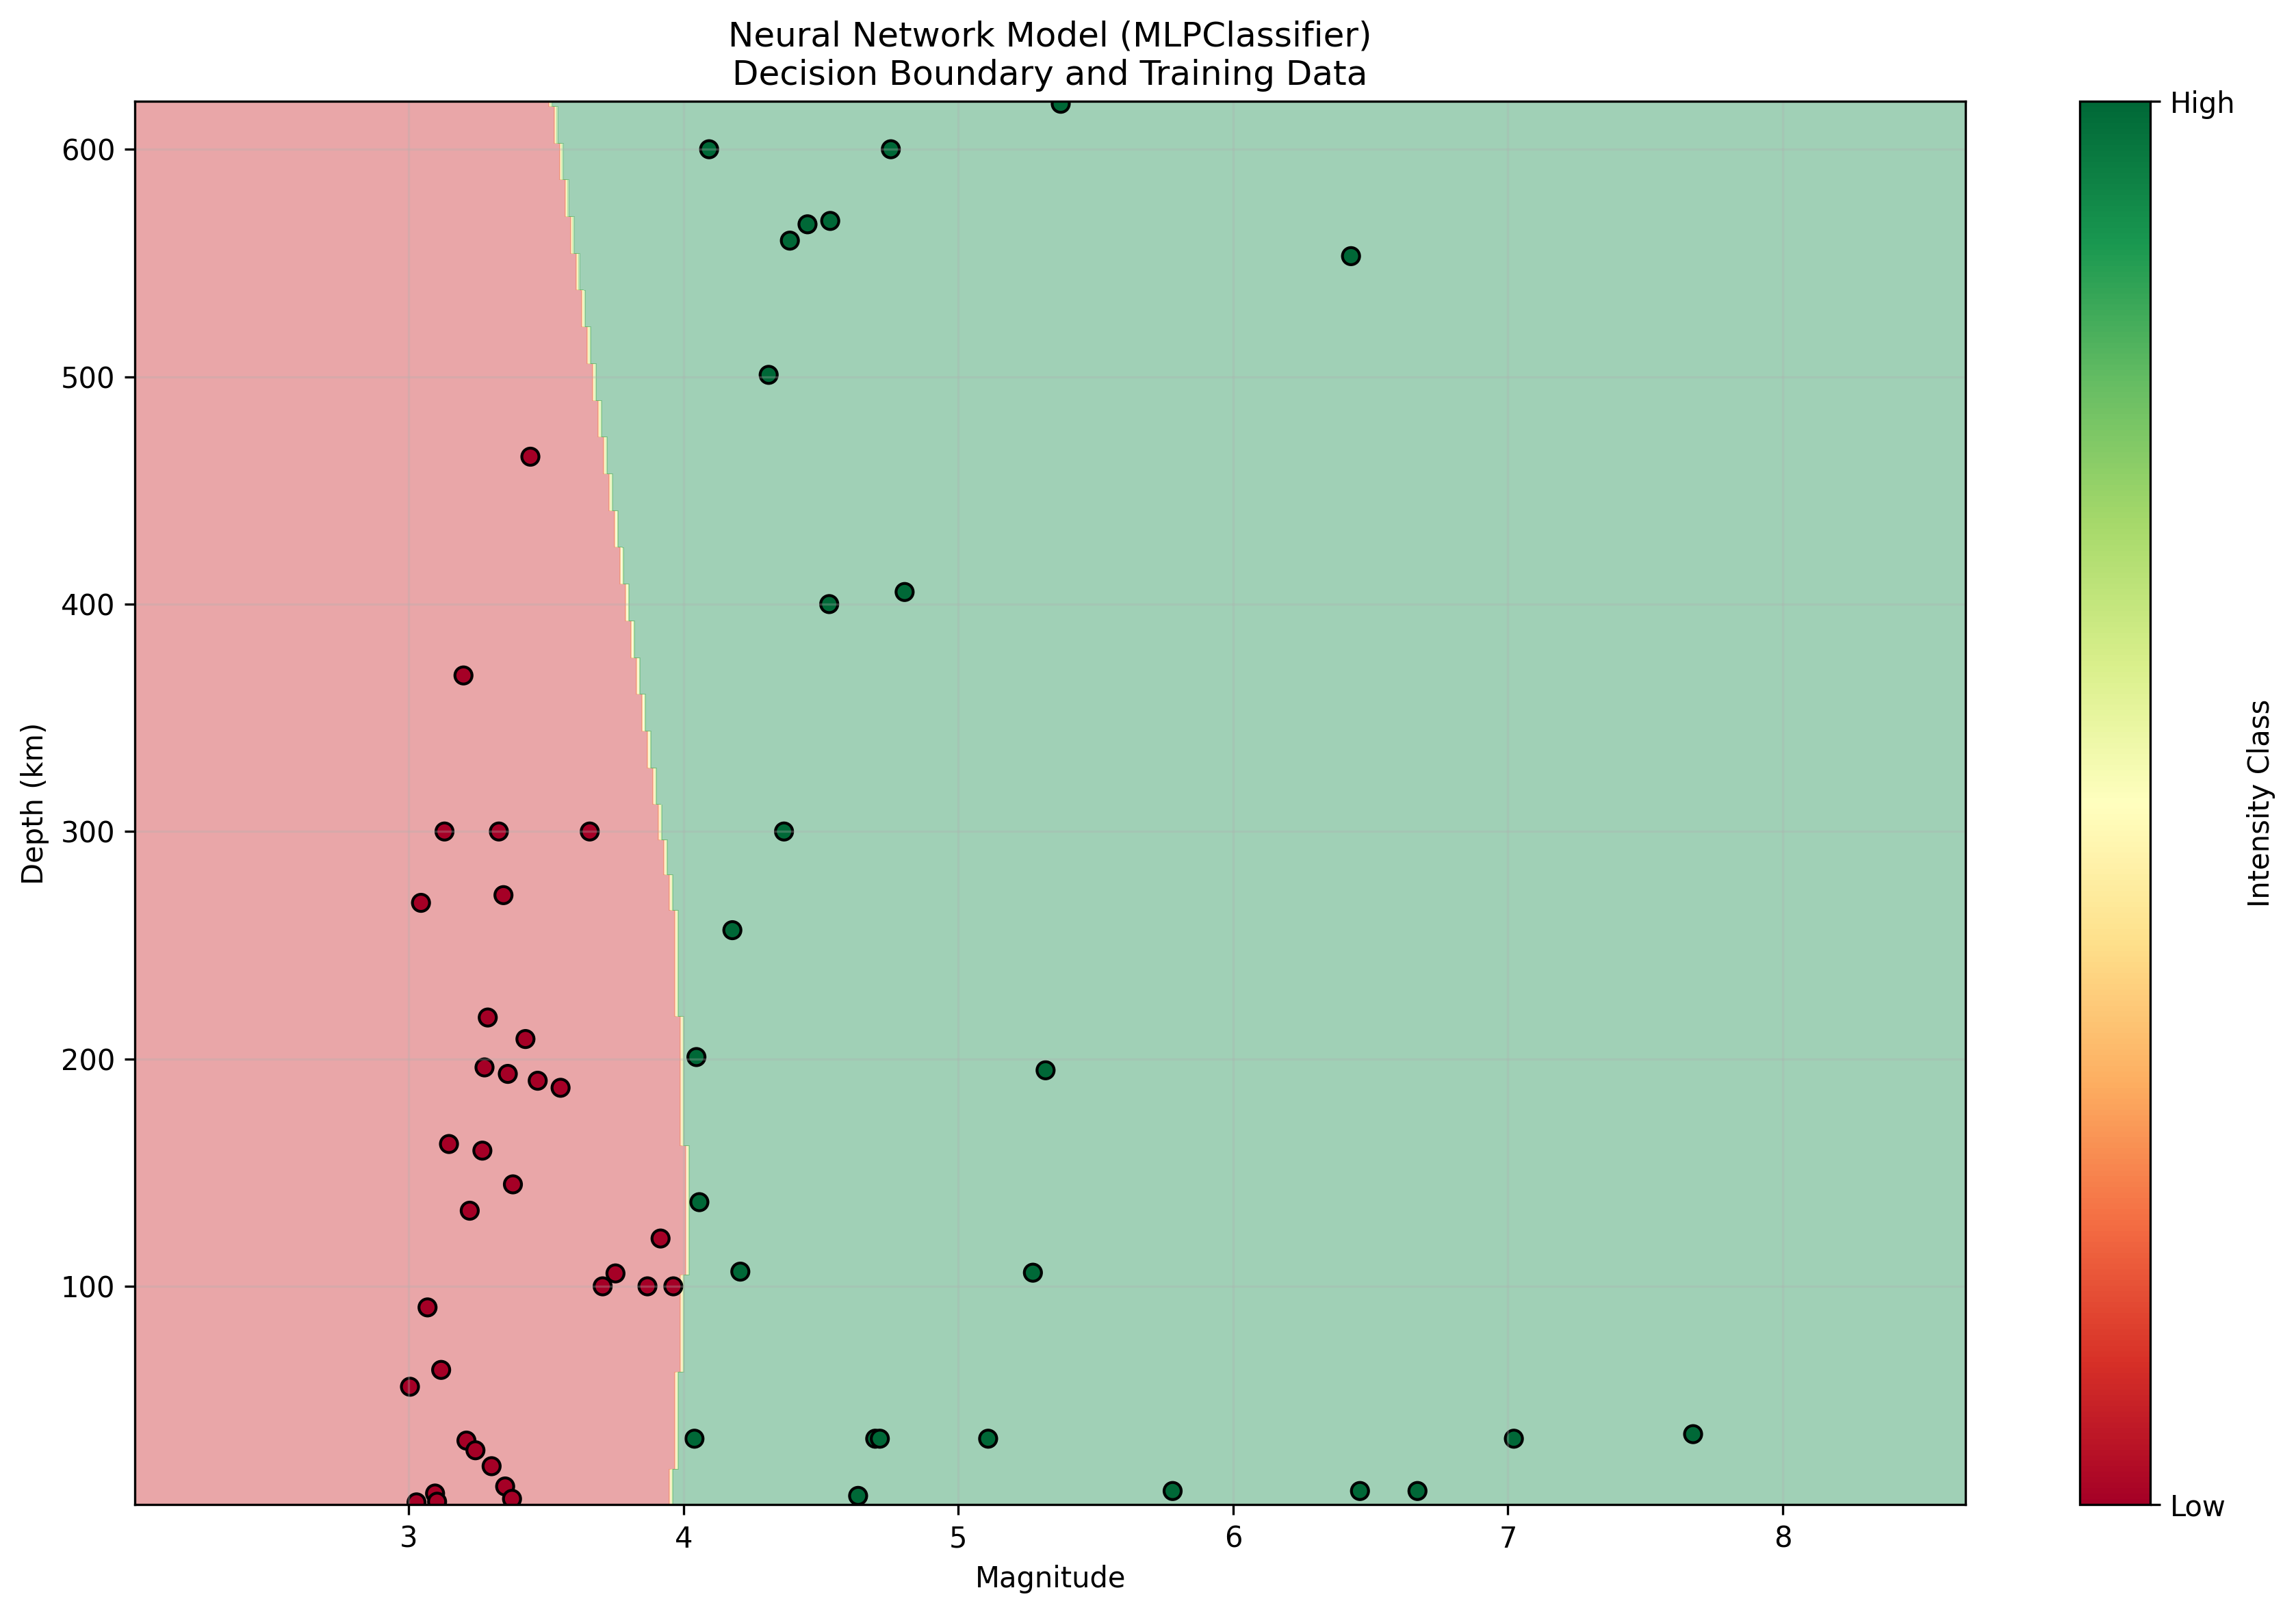 Neural Network Model (MLPClassifier)
Decision Boundary and Training Data
High
600
500
400
300
200
100
Depth (km)
Intensity Class
Low
3 4 5 6 7 8
Magnitude